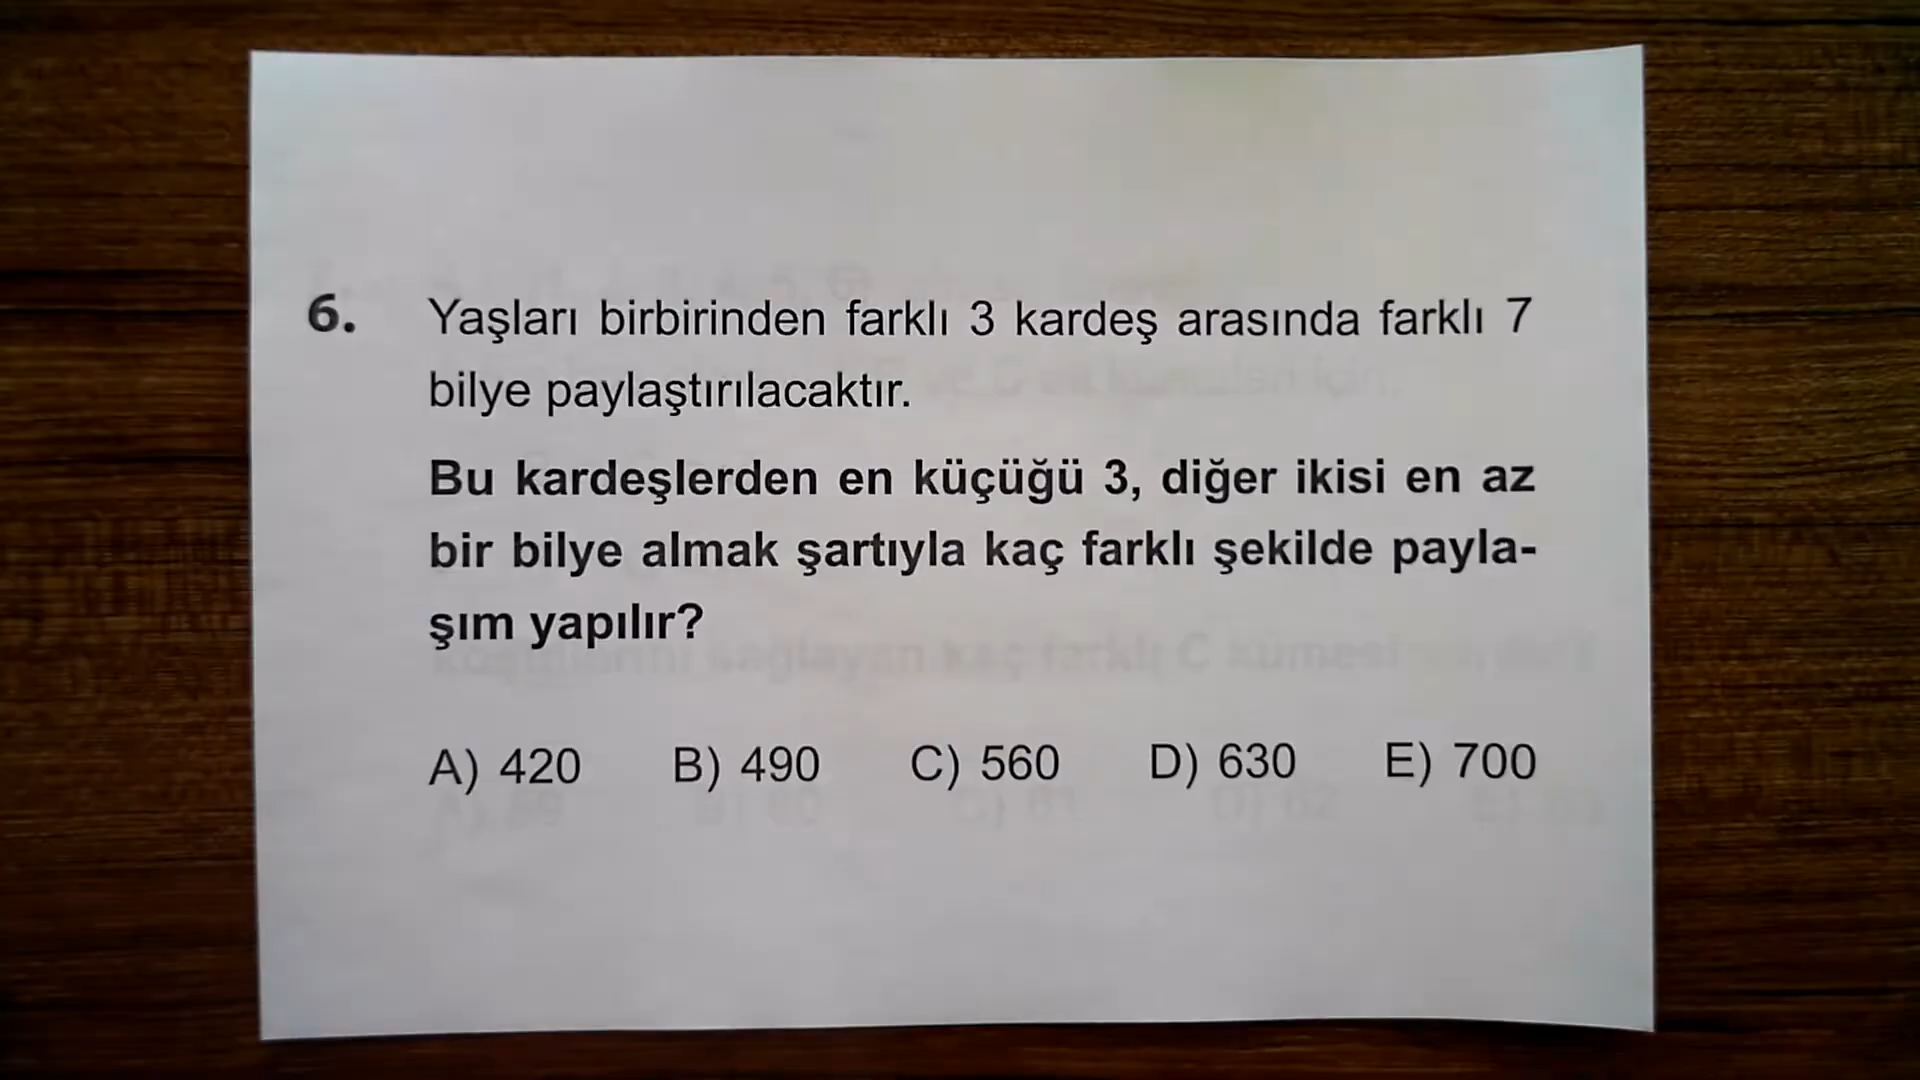 6. Yaşları birbirinden farklı 3 kardeş arasında farklı 7
bilye paylaştırılacaktır.
Bu kardeşlerden en küçüğü 3, diğer ikisi en az
bir bilye almak şartıyla kaç farklı şekilde payla-
şım yapılır?
A) 420 B) 490 C) 560 D) 630 E) 700